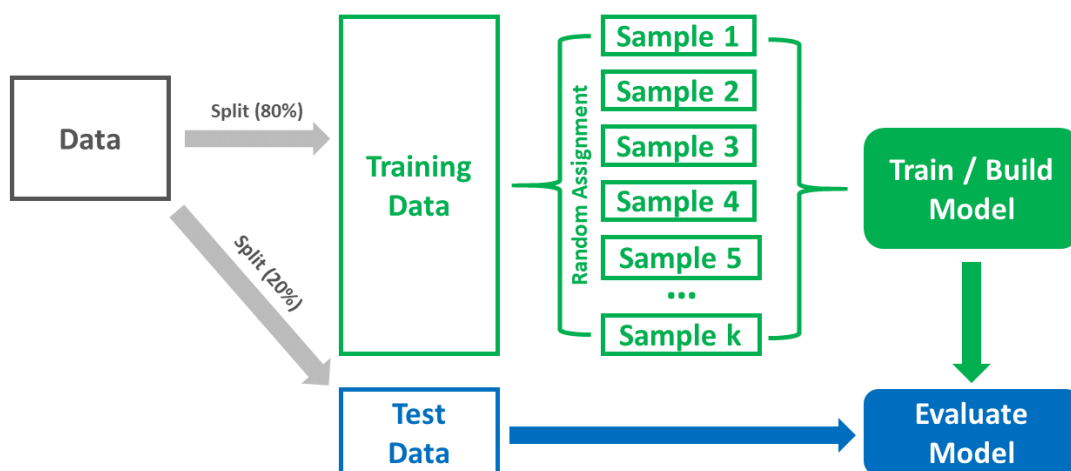 Data
Split (80%)
Split (20%)
Training
Data
Random Assignment
Sample 1
Sample 2
Sample 3
Sample 4
Sample 5
...
Sample k
Train / Build
Model
Test
Data
Evaluate
Model